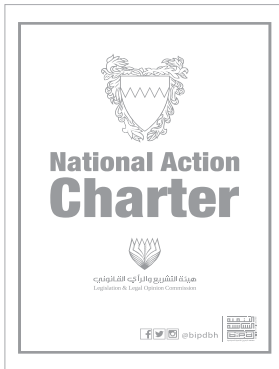 National Action
Charter
هيئة التشريع والرأي القانوني
Legislation & Legal Opinion Commission
@bipdbh